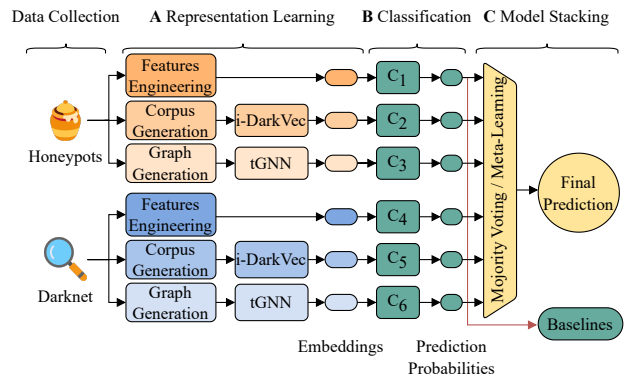 Data Collection
A Representation Learning
B Classification
C Model Stacking
Features
Engineering
C1
Corpus
Generation
i-DarkVec
C2
Honeypots
Graph
Generation
tGNN
C3
Features
Engineering
C4
Corpus
Generation
i-DarkVec
C5
Darknet
Graph
Generation
tGNN
C6
Mojority Voting / Meta-Learning
Final
Prediction
Baselines
Embeddings
Prediction
Probabilities